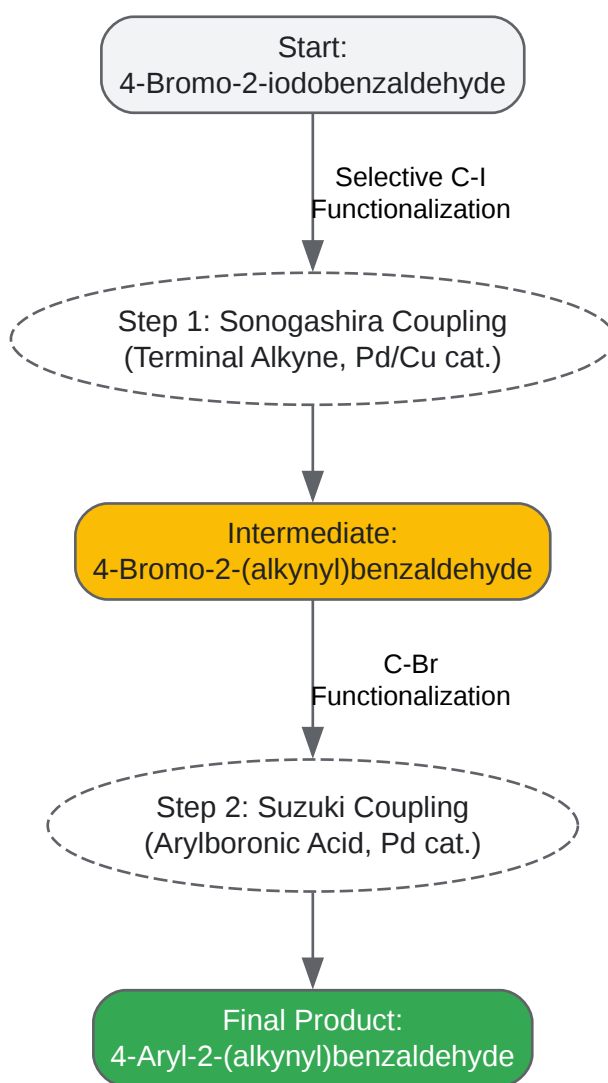 Start:
4-Bromo-2-iodobenzaldehyde
Selective C-I
Functionalization
Step 1: Sonogashira Coupling
(Terminal Alkyne, Pd/Cu cat.)
Intermediate:
4-Bromo-2-(alkynyl)benzaldehyde
C-Br
Functionalization
Step 2: Suzuki Coupling
(Arylboronic Acid, Pd cat.)
Final Product:
4-Aryl-2-(alkynyl)benzaldehyde